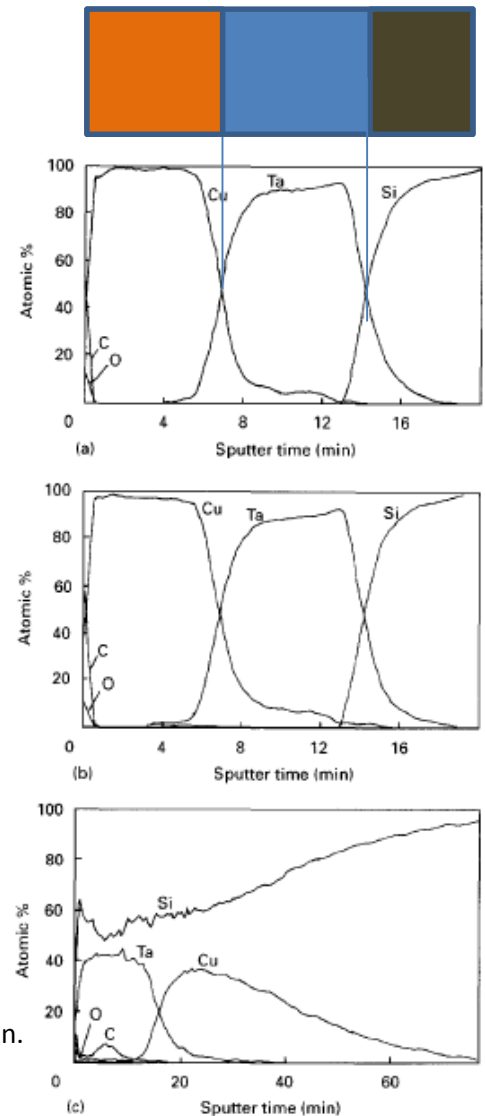 100
80
60
40
20
0
Atomic %
Cu
Ta
Si
C
O
4 8 12 16
(a)
Sputter time (min)
100
80
60
40
20
0
Atomic %
Cu
Ta
Si
C
O
4 8 12 16
(b)
Sputter time (min)
100
80
60
40
20
0
Atomic %
Si
Ta
Cu
O
C
20 40 60
n.
(c)
Sputter time (min)